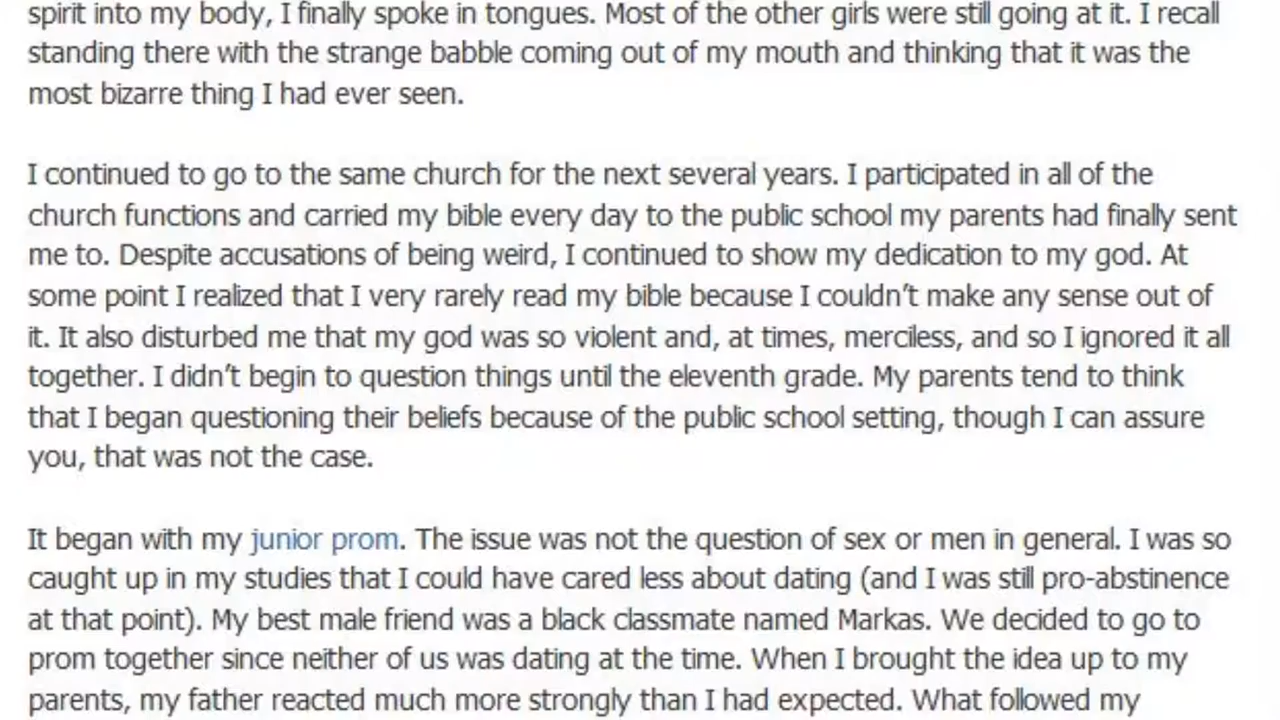 spirit into my body, I finally spoke in tongues. Most of the other girls were still going at it. I recall
standing there with the strange babble coming out of my mouth and thinking that it was the
most bizarre thing I had ever seen.
I continued to go to the same church for the next several years. I participated in all of the
church functions and carried my bible every day to the public school my parents had finally sent
me to. Despite accusations of being weird, I continued to show my dedication to my god. At
some point I realized that I very rarely read my bible because I couldn't make any sense out of
it. It also disturbed me that my god was so violent and, at times, merciless, and so I ignored it all
together. I didn't begin to question things until the eleventh grade. My parents tend to think
that I began questioning their beliefs because of the public school setting, though I can assure
you, that was not the case.
It began with my junior prom. The issue was not the question of sex or men in general. I was so
caught up in my studies that I could have cared less about dating (and I was still pro-abstinence
at that point). My best male friend was a black classmate named Markas. We decided to go to
prom together since neither of us was dating at the time. When I brought the idea up to my
parents, my father reacted much more strongly than I had expected. What followed my